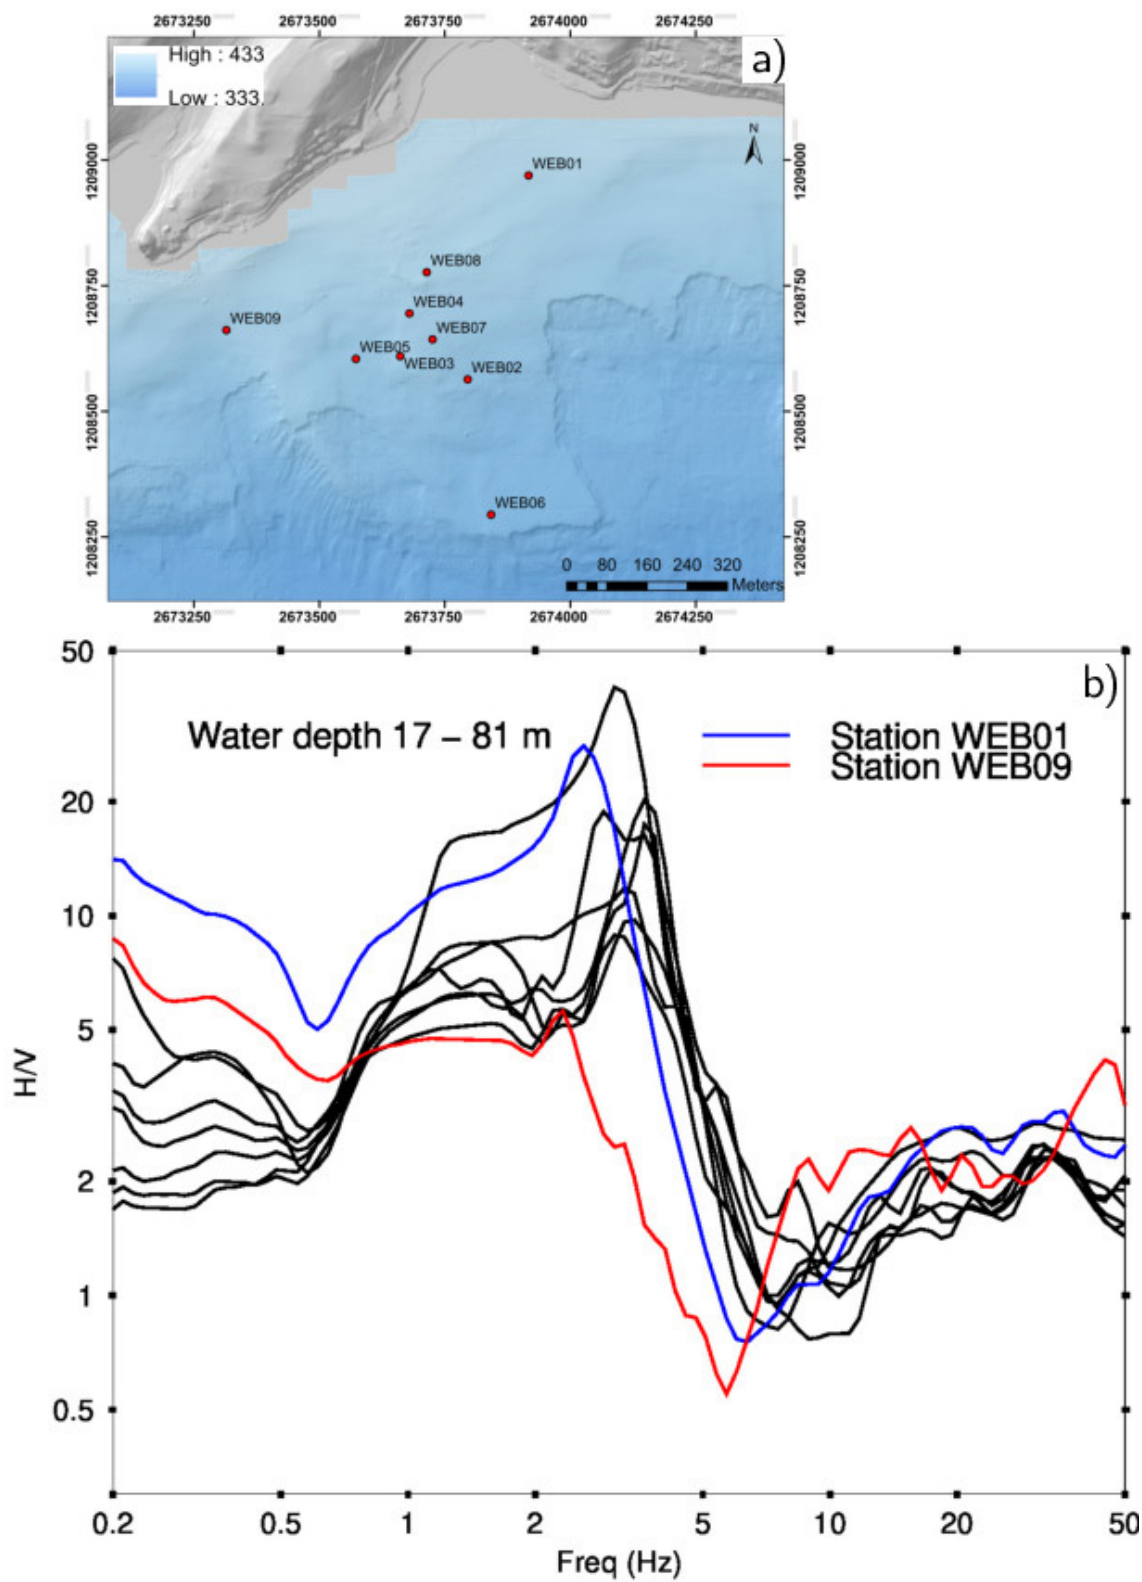 2673250 2673500 2673750 2674000 2674250
High : 433
Low : 333.
a)
N
1209000 1209000
1208750 1208750
1208500 1208500
1208250 1208250
WEB01
WEB08
WEB04
WEB09
WEB07
WEB05
WEB03
WEB02
WEB06
0 80 160 240 320
Meters
2673250 2673500 2673750 2674000 2674250
50
b)
Water depth 17 – 81 m
Station WEB01
Station WEB09
20
10
5
H/V
2
1
0.5
0.2 0.5 1 2 5 10 20 50
Freq (Hz)